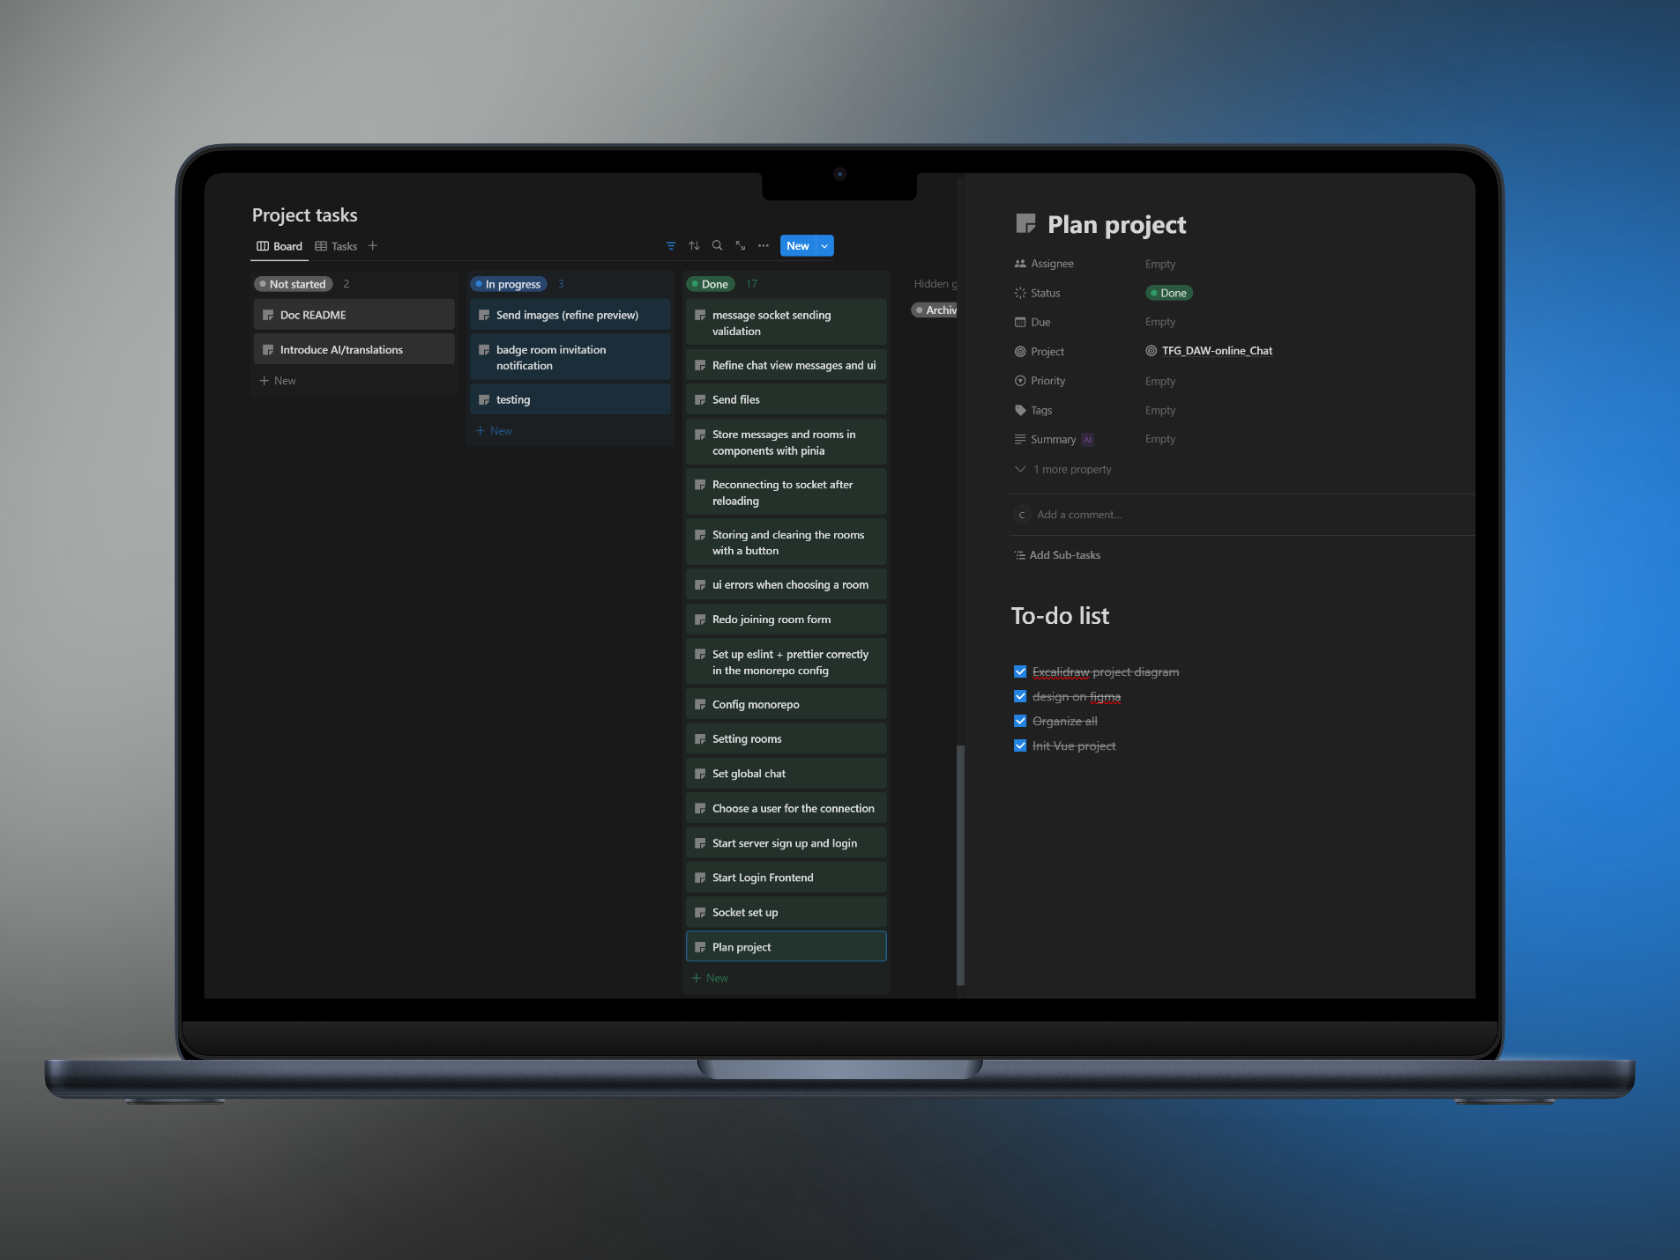 Project tasks
Board
Tasks
New
Not started 2
Doc README
Introduce AI/translations
New
In progress 3
Send images (refine preview)
badge room invitation
notification
testing
New
Done 17
message socket sending
validation
Refine chat view messages and ui
Send files
Store messages and rooms in
components with pinia
Reconnecting to socket after
reloading
Storing and clearing the rooms
with a button
ui errors when choosing a room
Redo joining room form
Set up eslint + prettier correctly
in the monorepo config
Config monorepo
Setting rooms
Set global chat
Choose a user for the connection
Start server sign up and login
Start Login Frontend
Socket set up
Plan project
New
Hidden g
Archiv
Plan project
Assignee Empty
Status Done
Due Empty
Project TFG_DAW-online_Chat
Priority Empty
Tags Empty
Summary AI Empty
1 more property
C Add a comment...
Add Sub-tasks
To-do list
Excalidraw project diagram
design on figma
Organize all
Init Vue project